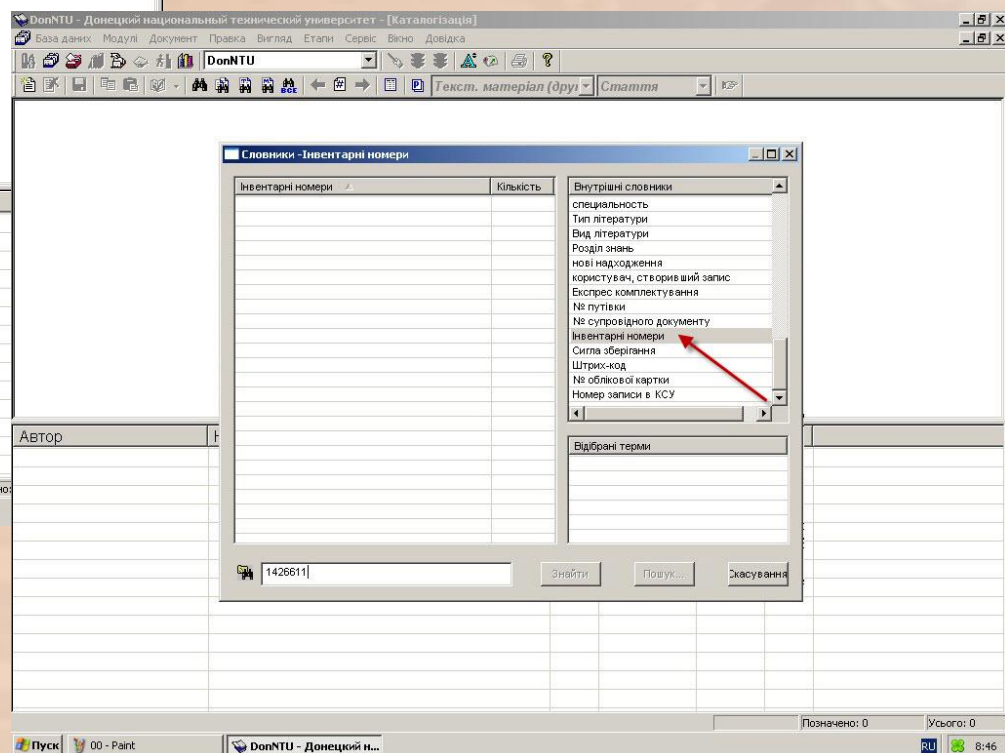 DonNTU - Донецкий национальный технический университет - [Каталогізація]
База даних Модулі Документ Правка Вигляд Етапи Сервіс Вікно Довідка
DonNTU
ВСЕ Текст. матеріал (дру Стаття
Словники -Інвентарні номери
Інвентарні номери Кількість
Внутрішні словники
специальность
Тип літератури
Вид літератури
Розділ знань
нові надходження
користувач, створивший запис
Експрес комплектування
№ путівки
№ супровідного документу
Інвентарні номери
Сигла зберігання
Штрих-код
№ облікової картки
Номер записи в КСУ
Відібрані терми
1426611
Знайти Пошук... Скасування
Автор Н
но:
Позначено: 0 Усього: 0
Пуск 00 - Paint DonNTU - Донецкий н... RU 8:46